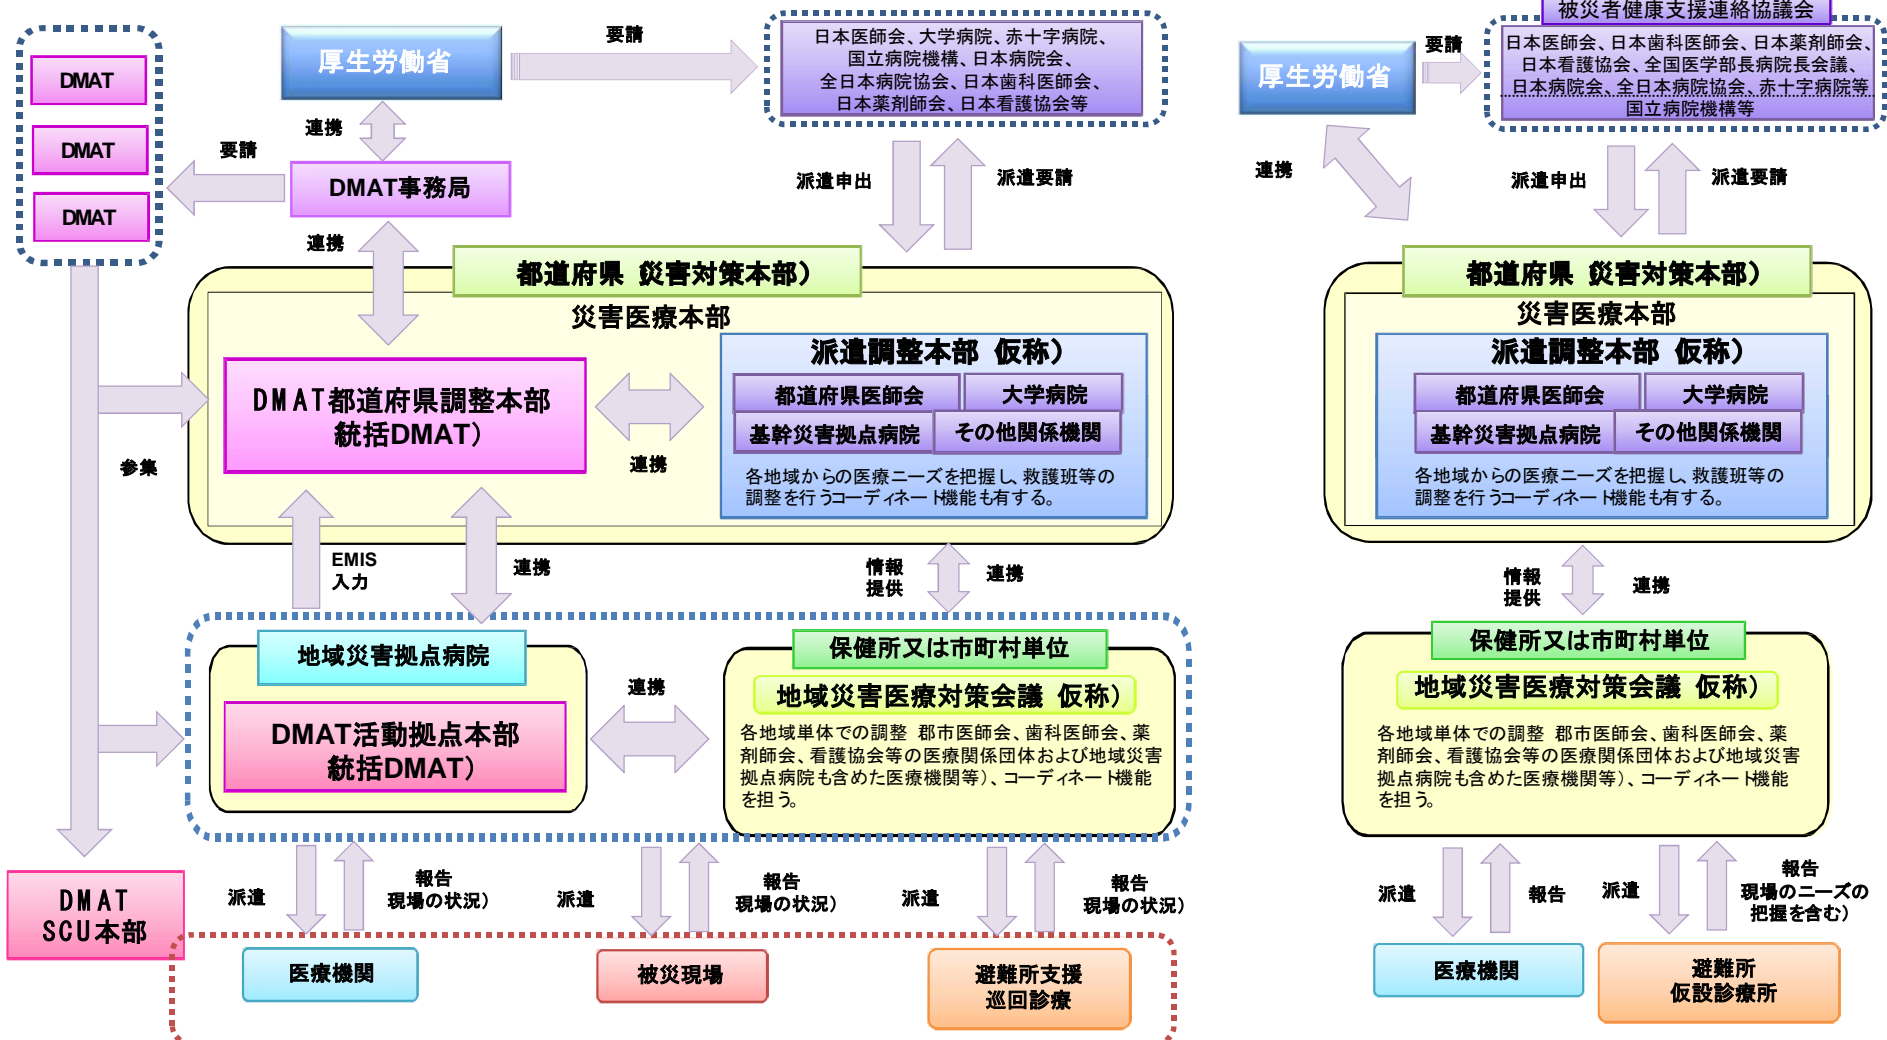 DMAT
DMAT
DMAT
厚生労働省
要請
日本医師会、大学病院、赤十字病院、
国立病院機構、日本病院会、
全日本病院協会、日本歯科医師会、
日本薬剤師会、日本看護協会等
連携
要請
DMAT事務局
派遣申出
派遣要請
連携
都道府県 災害対策本部)
災害医療本部
DMAT都道府県調整本部
統括DMAT)
連携
派遣調整本部 仮称)
都道府県医師会
大学病院
基幹災害拠点病院
その他関係機関
各地域からの医療ニーズを把握し、救護班等の
調整を行うコーディネート機能も有する。
参集
EMIS
入力
連携
情報
提供
連携
地域災害拠点病院
DMAT活動拠点本部
統括DMAT)
連携
保健所又は市町村単位
地域災害医療対策会議 仮称)
各地域単体での調整 郡市医師会、歯科医師会、薬
剤師会、看護協会等の医療関係団体および地域災害
拠点病院も含めた医療機関等)、コーディネート機能
を担う。
DMAT
SCU本部
派遣
報告
現場の状況)
派遣
報告
現場の状況)
派遣
報告
現場の状況)
医療機関
被災現場
避難所支援
巡回診療
被災者健康支援連絡協議会
厚生労働省
要請
日本医師会、日本歯科医師会、日本薬剤師会、
日本看護協会、全国医学部長病院長会議、
日本病院会、全日本病院協会、赤十字病院等
国立病院機構等
連携
派遣申出
派遣要請
都道府県 災害対策本部)
災害医療本部
派遣調整本部 仮称)
都道府県医師会
大学病院
基幹災害拠点病院
その他関係機関
各地域からの医療ニーズを把握し、救護班等の
調整を行うコーディネート機能も有する。
情報
提供
連携
保健所又は市町村単位
地域災害医療対策会議 仮称)
各地域単体での調整 郡市医師会、歯科医師会、薬
剤師会、看護協会等の医療関係団体および地域災害
拠点病院も含めた医療機関等)、コーディネート機能
を担う。
派遣
報告
派遣
報告
現場のニーズの
把握を含む)
医療機関
避難所
仮設診療所